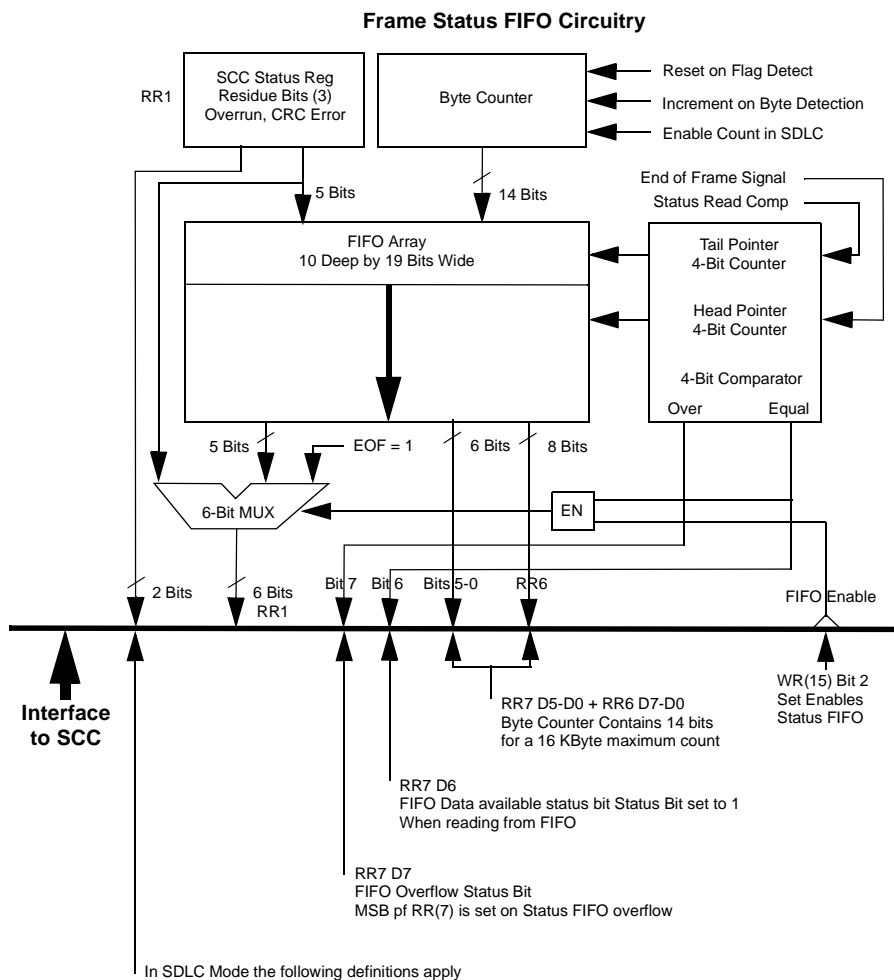 Frame Status FIFO Circuitry
RR1
SCC Status Reg
Residue Bits (3)
Overrun, CRC Error
Byte Counter
Reset on Flag Detect
Increment on Byte Detection
Enable Count in SDLC
End of Frame Signal
Status Read Comp
5 Bits
14 Bits
FIFO Array
10 Deep by 19 Bits Wide
Tail Pointer
4-Bit Counter
Head Pointer
4-Bit Counter
4-Bit Comparator
Over
Equal
5 Bits
EOF = 1
6 Bits
8 Bits
6-Bit MUX
EN
2 Bits
6 Bits
RR1
Bit 7
Bit 6
Bits 5-0
RR6
FIFO Enable
Interface
to SCC
RR7 D5-D0 + RR6 D7-D0
Byte Counter Contains 14 bits
for a 16 KByte maximum count
WR(15) Bit 2
Set Enables
Status FIFO
RR7 D6
FIFO Data available status bit Status Bit set to 1
When reading from FIFO
RR7 D7
FIFO Overflow Status Bit
MSB pf RR(7) is set on Status FIFO overflow
In SDLC Mode the following definitions apply